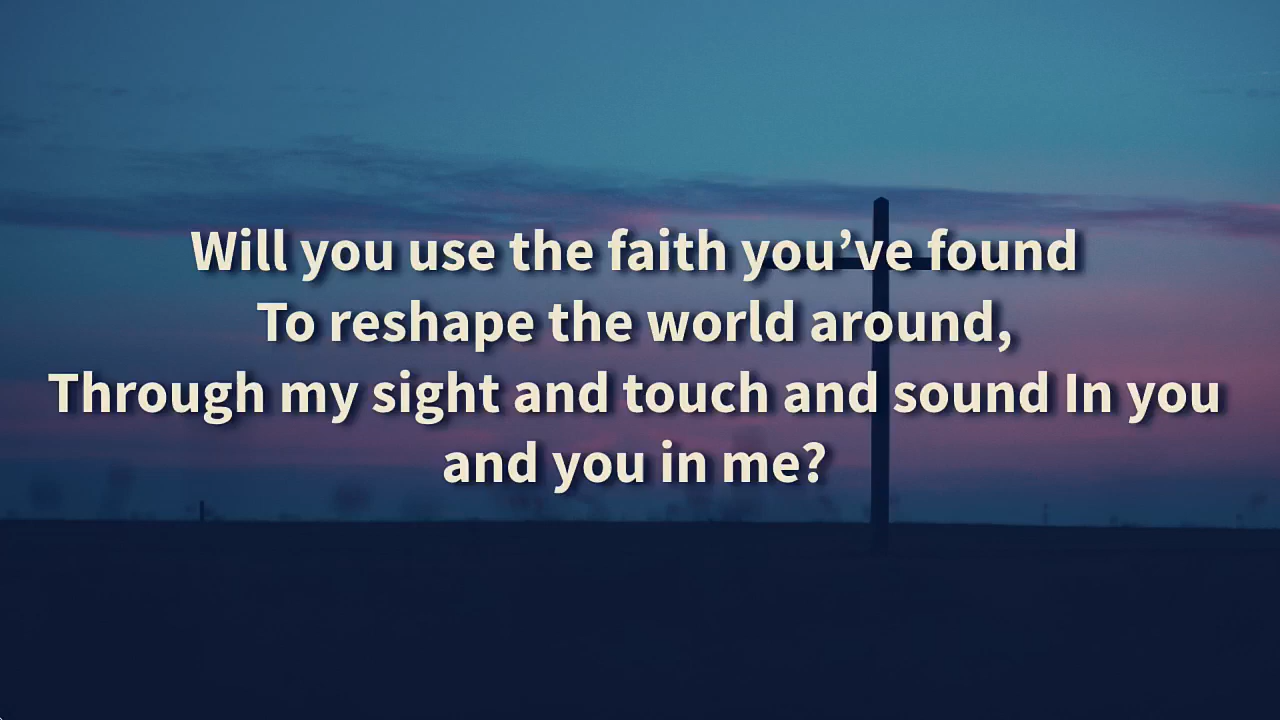 Will you use the faith you’ve found
To reshape the world around,
Through my sight and touch and sound In you
and you in me?